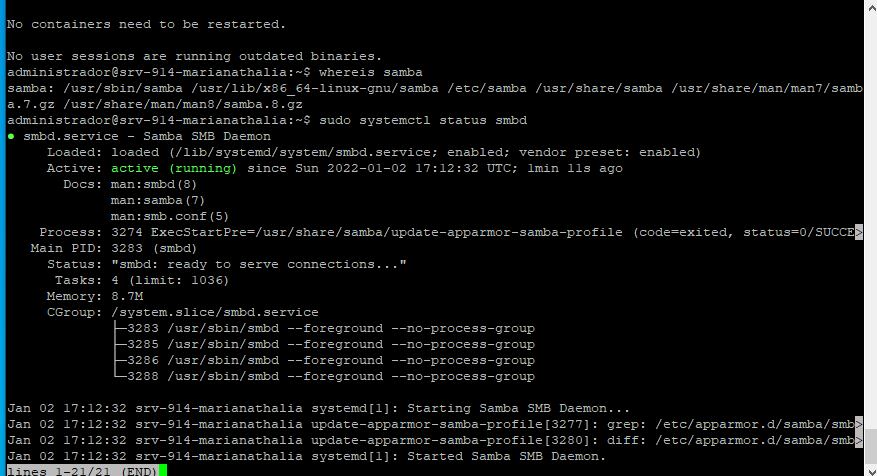 No containers need to be restarted.
No user sessions are running outdated binaries.
administrador@srv-914-marianathalia:~$ whereis samba
samba: /usr/sbin/samba /usr/lib/x86_64-linux-gnu/samba /etc/samba /usr/share/samba /usr/share/man/man7/samb
a.7.gz /usr/share/man/man8/samba.8.gz
administrador@srv-914-marianathalia:~$ sudo systemctl status smbd
● smbd.service - Samba SMB Daemon
Loaded: loaded (/lib/systemd/system/smbd.service; enabled; vendor preset: enabled)
Active: active (running) since Sun 2022-01-02 17:12:32 UTC; 1min 11s ago
Docs: man:smbd(8)
man:samba(7)
man:smb.conf(5)
Process: 3274 ExecStartPre=/usr/share/samba/update-apparmor-samba-profile (code=exited, status=0/SUCCE>
Main PID: 3283 (smbd)
Status: "smbd: ready to serve connections..."
Tasks: 4 (limit: 1036)
Memory: 8.7M
CGroup: /system.slice/smbd.service
├─3283 /usr/sbin/smbd --foreground --no-process-group
├─3285 /usr/sbin/smbd --foreground --no-process-group
├─3286 /usr/sbin/smbd --foreground --no-process-group
└─3288 /usr/sbin/smbd --foreground --no-process-group
Jan 02 17:12:32 srv-914-marianathalia systemd[1]: Starting Samba SMB Daemon...
Jan 02 17:12:32 srv-914-marianathalia update-apparmor-samba-profile[3277]: grep: /etc/apparmor.d/samba/smb>
Jan 02 17:12:32 srv-914-marianathalia update-apparmor-samba-profile[3280]: diff: /etc/apparmor.d/samba/smb>
Jan 02 17:12:32 srv-914-marianathalia systemd[1]: Started Samba SMB Daemon.
lines 1-21/21 (END)